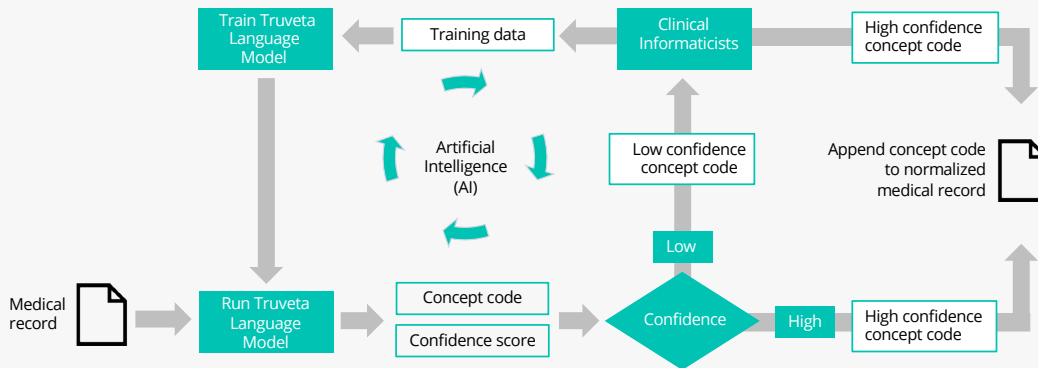 Train Truveta
Language
Model
Training data
Clinical
Informaticists
High confidence
concept code
Artificial
Intelligence
(AI)
Low confidence
concept code
Append concept code
to normalized
medical record
Low
Medical
record
Run Truveta
Language
Model
Concept code
Confidence score
Confidence
High
High confidence
concept code